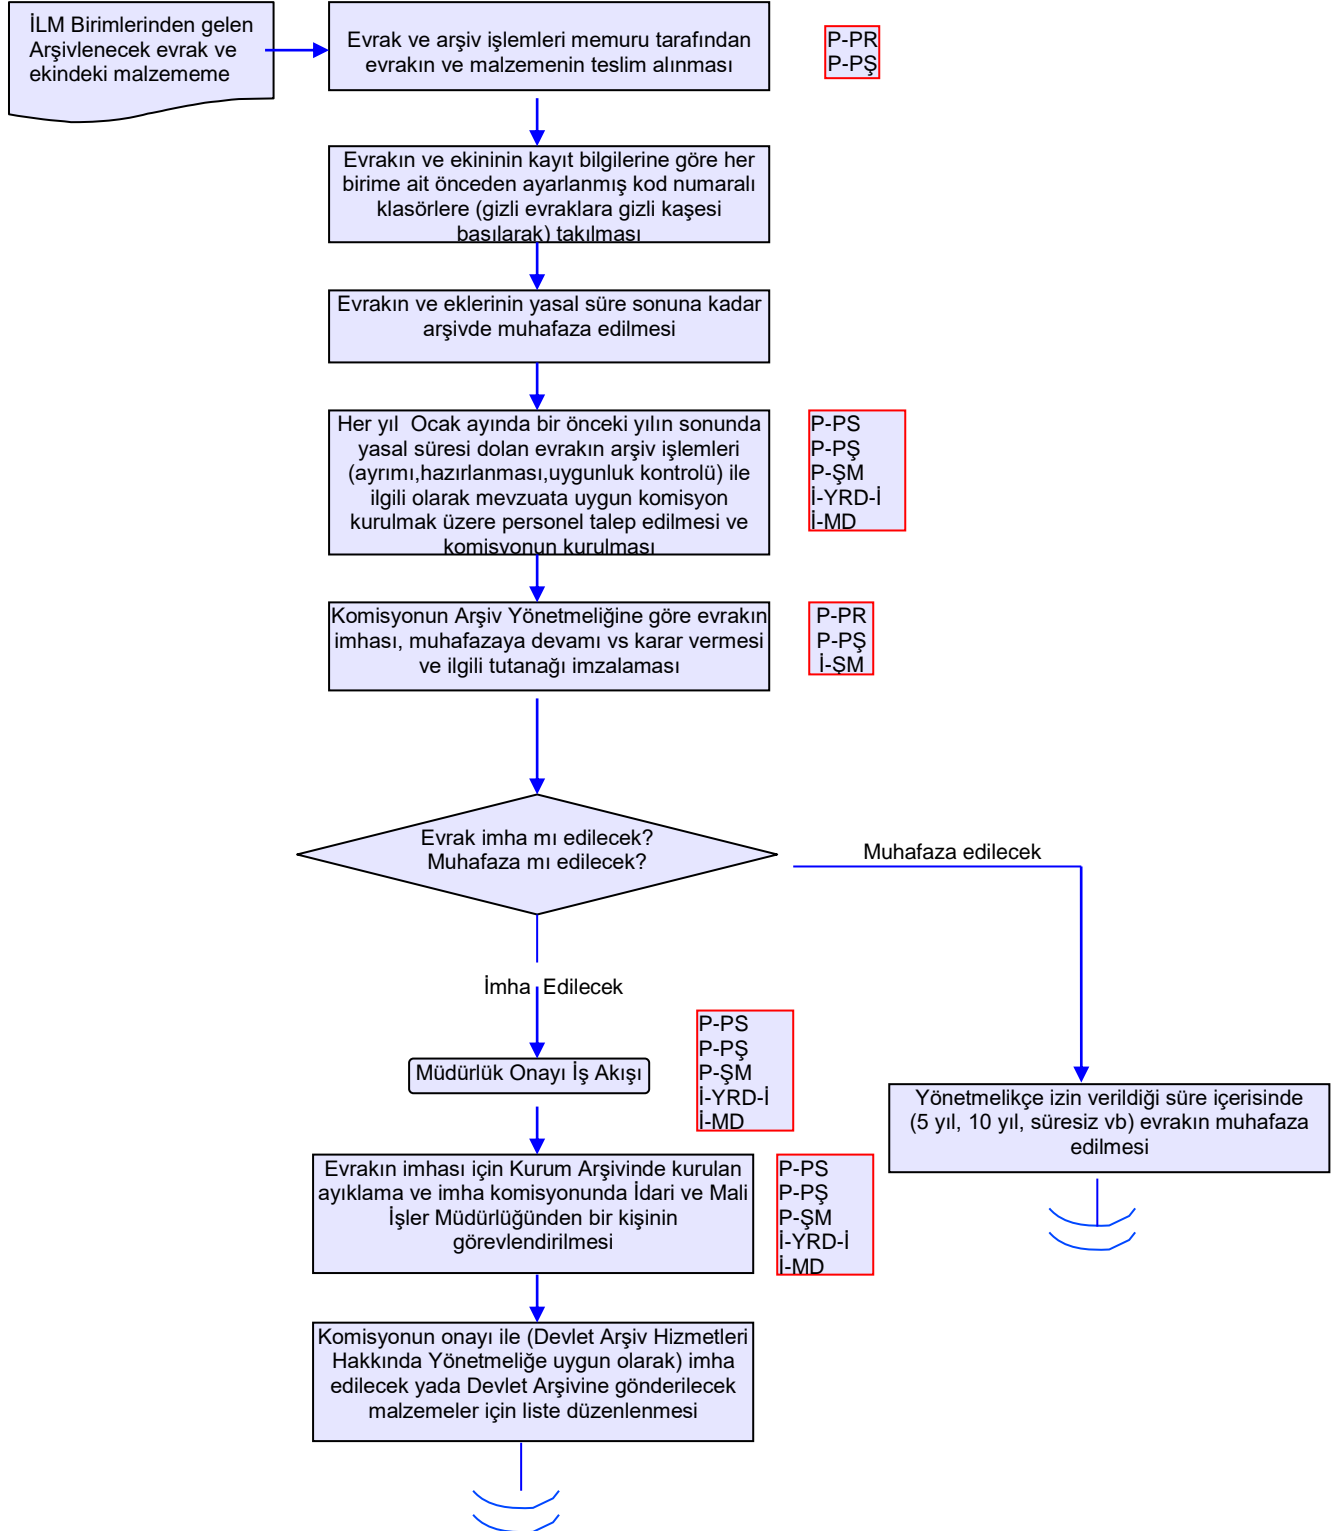 İLM Birimlerinden gelen
Arşivlenecek evrak ve
ekindeki malzememe
Evrak ve arşiv işlemleri memuru tarafından
evrakın ve malzemenin teslim alınması
P-PR
P-PŞ
Evrakın ve ekininin kayıt bilgilerine göre her
birime ait önceden ayarlanmış kod numaralı
klasörlere (gizli evraklara gizli kaşesi
basılarak) takılması
Evrakın ve eklerinin yasal süre sonuna kadar
arşivde muhafaza edilmesi
Her yıl  Ocak ayında bir önceki yılın sonunda
yasal süresi dolan evrakın arşiv işlemleri
(ayrımı,hazırlanması,uygunluk kontrolü) ile
ilgili olarak mevzuata uygun komisyon
kurulmak üzere personel talep edilmesi ve
komisyonun kurulması
P-PS
P-PŞ
P-ŞM
İ-YRD-İ
İ-MD
Komisyonun Arşiv Yönetmeliğine göre evrakın
imhası, muhafazaya devamı vs karar vermesi
ve ilgili tutanağı imzalaması
P-PR
P-PŞ
İ-ŞM
Evrak imha mı edilecek?
Muhafaza mı edilecek?
Muhafaza edilecek
İmha  Edilecek
Müdürlük Onayı İş Akışı
P-PS
P-PŞ
P-ŞM
İ-YRD-İ
İ-MD
Yönetmelikçe izin verildiği süre içerisinde
(5 yıl, 10 yıl, süresiz vb) evrakın muhafaza
edilmesi
Evrakın imhası için Kurum Arşivinde kurulan
ayıklama ve imha komisyonunda İdari ve Mali
İşler Müdürlüğünden bir kişinin
görevlendirilmesi
P-PS
P-PŞ
P-ŞM
İ-YRD-İ
İ-MD
Komisyonun onayı ile (Devlet Arşiv Hizmetleri
Hakkında Yönetmeliğe uygun olarak) imha
edilecek yada Devlet Arşivine gönderilecek
malzemeler için liste düzenlenmesi